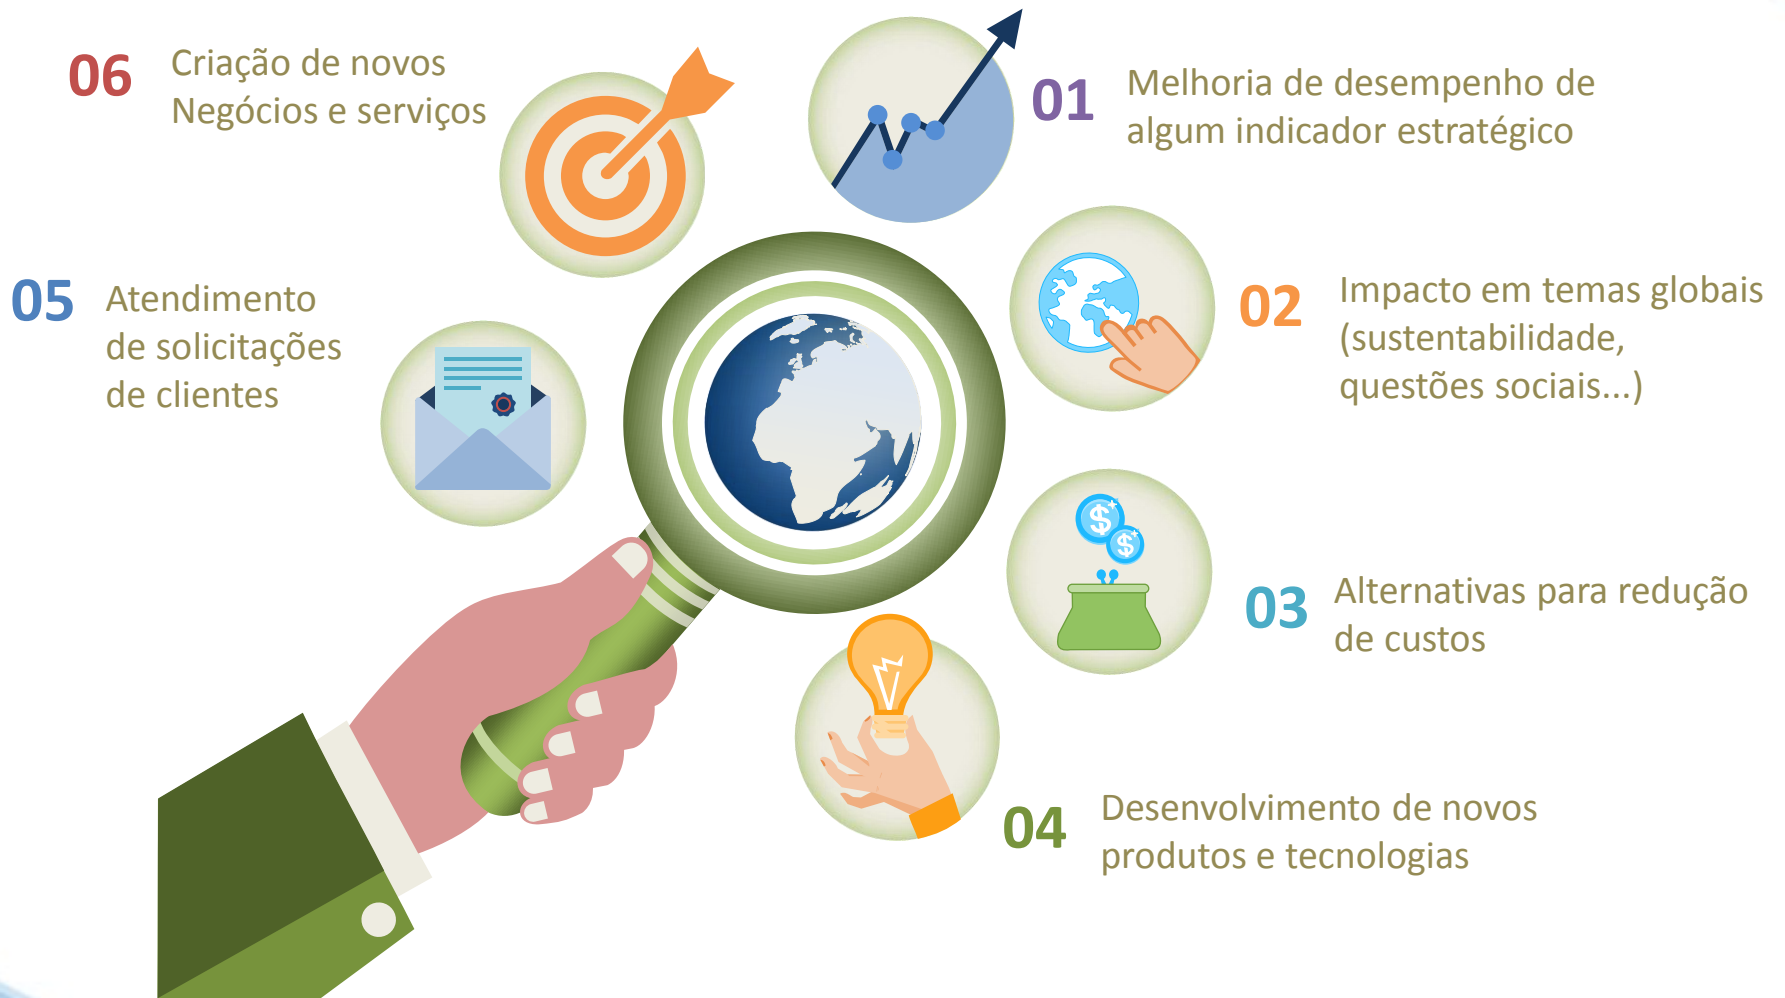 01
Melhoria de desempenho de
algum indicador estratégico
02
Impacto em temas globais
(sustentabilidade,
questões sociais...)
03
Alternativas para redução
de custos
04
Desenvolvimento de novos
produtos e tecnologias
05
Atendimento
de solicitações
de clientes
06
Criação de novos
Negócios e serviços
$
$